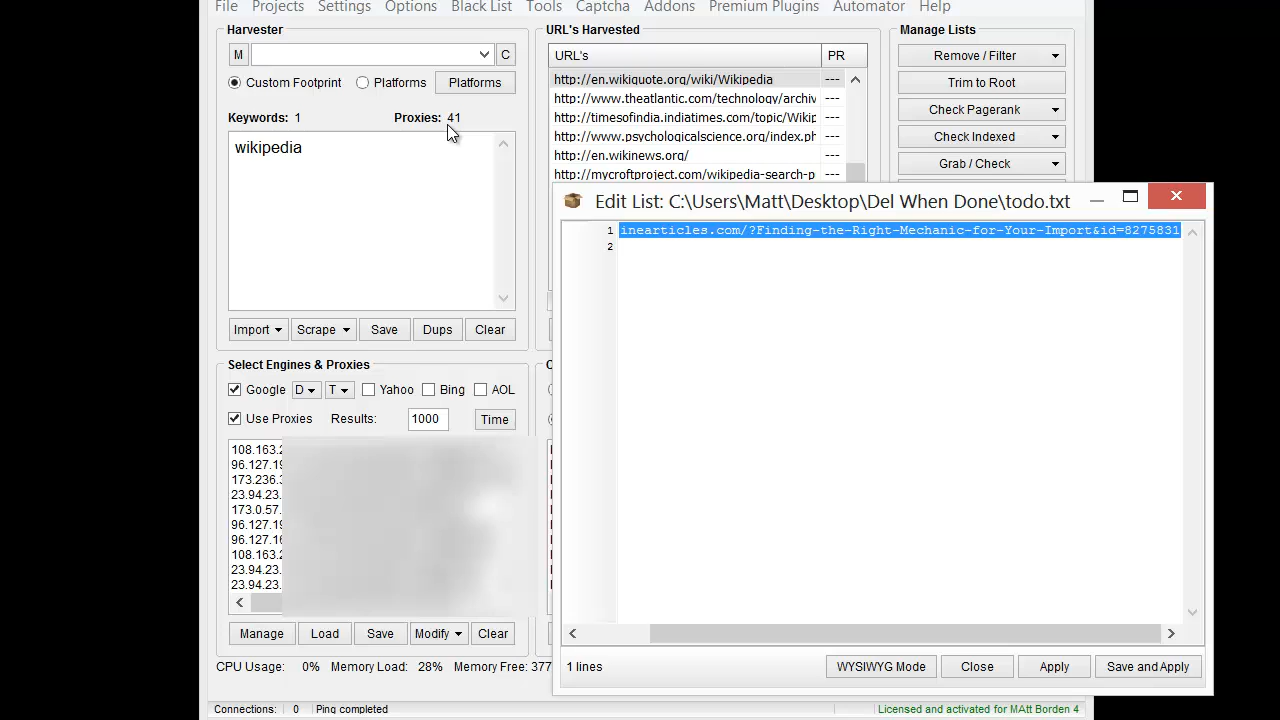 File Projects Settings Options Black List Tools Captcha Addons Premium Plugins Automator Help
Harvester
M
C
Custom Footprint Platforms Platforms
Keywords: 1 Proxies: 41
wikipedia
Import Scrape Save Dups Clear
Select Engines & Proxies
Google D T Yahoo Bing AOL
Use Proxies Results: 1000 Time
108.163.2
96.127.19
173.236.3
23.94.23.
173.0.57.
96.127.19
96.127.16
108.163.2
23.94.23.
23.94.23.
Manage Load Save Modify Clear
CPU Usage: 0% Memory Load: 28% Memory Free: 377
Connections: 0 Ping completed
Licensed and activated for MAtt Borden 4
URL's Harvested
URL's PR
http://en.wikiquote.org/wiki/Wikipedia ---
http://www.theatlantic.com/technology/archiv ---
http://timesofindia.indiatimes.com/topic/Wikip ---
http://www.psychologicalscience.org/index.ph ---
http://en.wikinews.org/ ---
http://mycroftproject.com/wikipedia-search-p ---
Manage Lists
Remove / Filter
Trim to Root
Check Pagerank
Check Indexed
Grab / Check
Edit List: C:\Users\Matt\Desktop\Del When Done\todo.txt
1 inearticles.com/?Finding-the-Right-Mechanic-for-Your-Import&id=8275831
2
1 lines
WYSIWYG Mode Close Apply Save and Apply